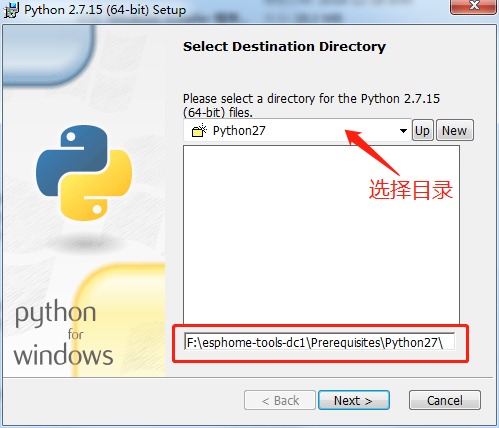 Python 2.7.15 (64-bit) Setup
Select Destination Directory
Please select a directory for the Python 2.7.15
(64-bit) files.
Python27
Up
New
选择目录
python
for
windows
F:\esphome-tools-dc1\Prerequisites\Python27\
< Back
Next >
Cancel